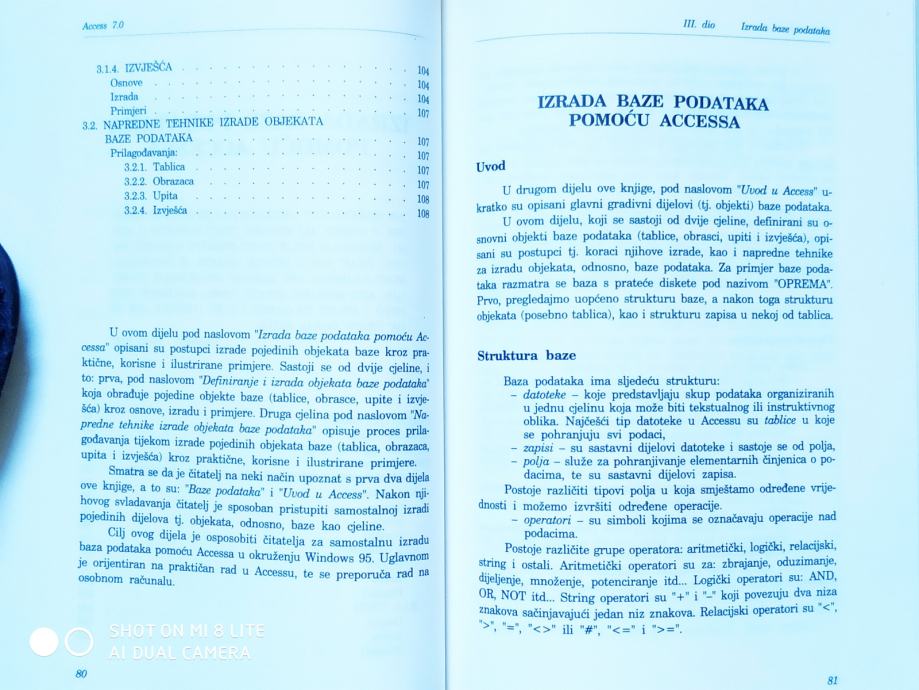 Access 7.0
3.1.4. IZVJEŠĆA . . . . . . . . . . . . . . . 104
Osnove . . . . . . . . . . . . . . . . 104
Izrada . . . . . . . . . . . . . . . . 104
Primjeri . . . . . . . . . . . . . . . . 107
3.2. NAPREDNE TEHNIKE IZRADE OBJEKATA
BAZE PODATAKA . . . . . . . . . . . . . . 107
Prilagođavanja: . . . . . . . . . . . . . . 107
3.2.1. Tablica . . . . . . . . . . . . . . 107
3.2.2. Obrazaca . . . . . . . . . . . . . 107
3.2.3. Upita . . . . . . . . . . . . . . 108
3.2.4. Izvješća . . . . . . . . . . . . . . 108
U ovom dijelu pod naslovom "Izrada baze podataka pomoću Ac-
cessa" opisani su postupci izrade pojedinih objekata baze kroz pra-
ktične, korisne i ilustrirane primjere. Sastoji se od dvije cjeline, i
to: prva, pod naslovom "Definiranje i izrada objekata baze podataka"
koja obrađuje pojedine objekte baze (tablice, obrasce, upite i izvje-
šća) kroz osnove, izradu i primjere. Druga cjelina pod naslovom "Na-
predne tehnike izrade objekata baze podataka" opisuje proces prila-
gođavanja tijekom izrade pojedinih objekata baze (tablica, obrazaca,
upita i izvješća) kroz praktične, korisne i ilustrirane primjere.
Smatra se da je čitatelj na neki način upoznat s prva dva dijela
ove knjige, a to su: "Baze podataka" i "Uvod u Access". Nakon nji-
hovog svladavanja čitatelj je sposoban pristupiti samostalnoj izradi
pojedinih dijelova tj. objekata, odnosno, baze kao cjeline.
Cilj ovog dijela je osposobiti čitatelja za samostalnu izradu
baza podataka pomoću Accessa u okruženju Windows 95. Uglavnom
je orijentiran na praktičan rad u Accessu, te se preporuča rad na
osobnom računalu.
SHOT ON MI 8 LITE
AI DUAL CAMERA
80
III. dio Izrada baze podataka
IZRADA BAZE PODATAKA
POMOĆU ACCESSA
Uvod
U drugom dijelu ove knjige, pod naslovom "Uvod u Access" u-
kratko su opisani glavni gradivni dijelovi (tj. objekti) baze podataka.
U ovom dijelu, koji se sastoji od dvije cjeline, definirani su o-
snovni objekti baze podataka (tablice, obrasci, upiti i izvješća), opi-
sani su postupci tj. koraci njihove izrade, kao i napredne tehnike
za izradu objekata, odnosno, baze podataka. Za primjer baze poda-
taka razmatra se baza s prateće diskete pod nazivom "OPREMA".
Prvo, pregledajmo uopćeno strukturu baze, a nakon toga strukturu
objekata (posebno tablica), kao i strukturu zapisa u nekoj od tablica.
Struktura baze
Baza podataka ima sljedeću strukturu:
– datoteke – koje predstavljaju skup podataka organiziranih
u jednu cjelinu koja može biti tekstualnog ili instruktivnog
oblika. Najčešći tip datoteke u Accessu su tablice u koje
se pohranjuju svi podaci,
– zapisi – su sastavni dijelovi datoteke i sastoje se od polja,
– polja – služe za pohranjivanje elementarnih činjenica o po-
dacima, te su sastavni dijelovi zapisa.
Postoje različiti tipovi polja u koja smještamo određene vrije-
dnosti i možemo izvršiti određene operacije.
– operatori – su simboli kojima se označavaju operacije nad
podacima.
Postoje različite grupe operatora: aritmetički, logički, relacijski,
string i ostali. Aritmetički operatori su za: zbrajanje, oduzimanje,
dijeljenje, množenje, potenciranje itd... Logički operatori su: AND,
OR, NOT itd... String operatori su "+" i "–" koji povezuju dva niza
znakova sačinjavajući jedan niz znakova. Relacijski operatori su "<",
">", "=", "<>" ili "#", "<=" i ">=".
81